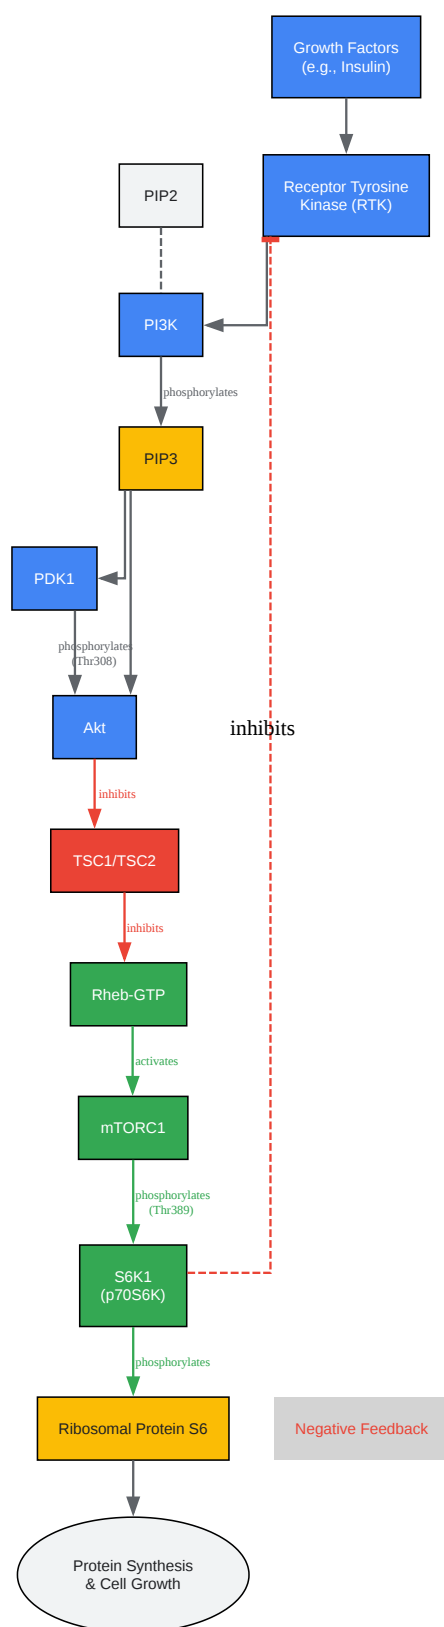 Growth Factors
(e.g., Insulin)
Receptor Tyrosine
Kinase (RTK)
PIP2
PI3K
phosphorylates
PIP3
PDK1
phosphorylates
(Thr308)
Akt
inhibits
inhibits
TSC1/TSC2
inhibits
Rheb-GTP
activates
mTORC1
phosphorylates
(Thr389)
S6K1
(p70S6K)
phosphorylates
Ribosomal Protein S6
Negative Feedback
Protein Synthesis
& Cell Growth